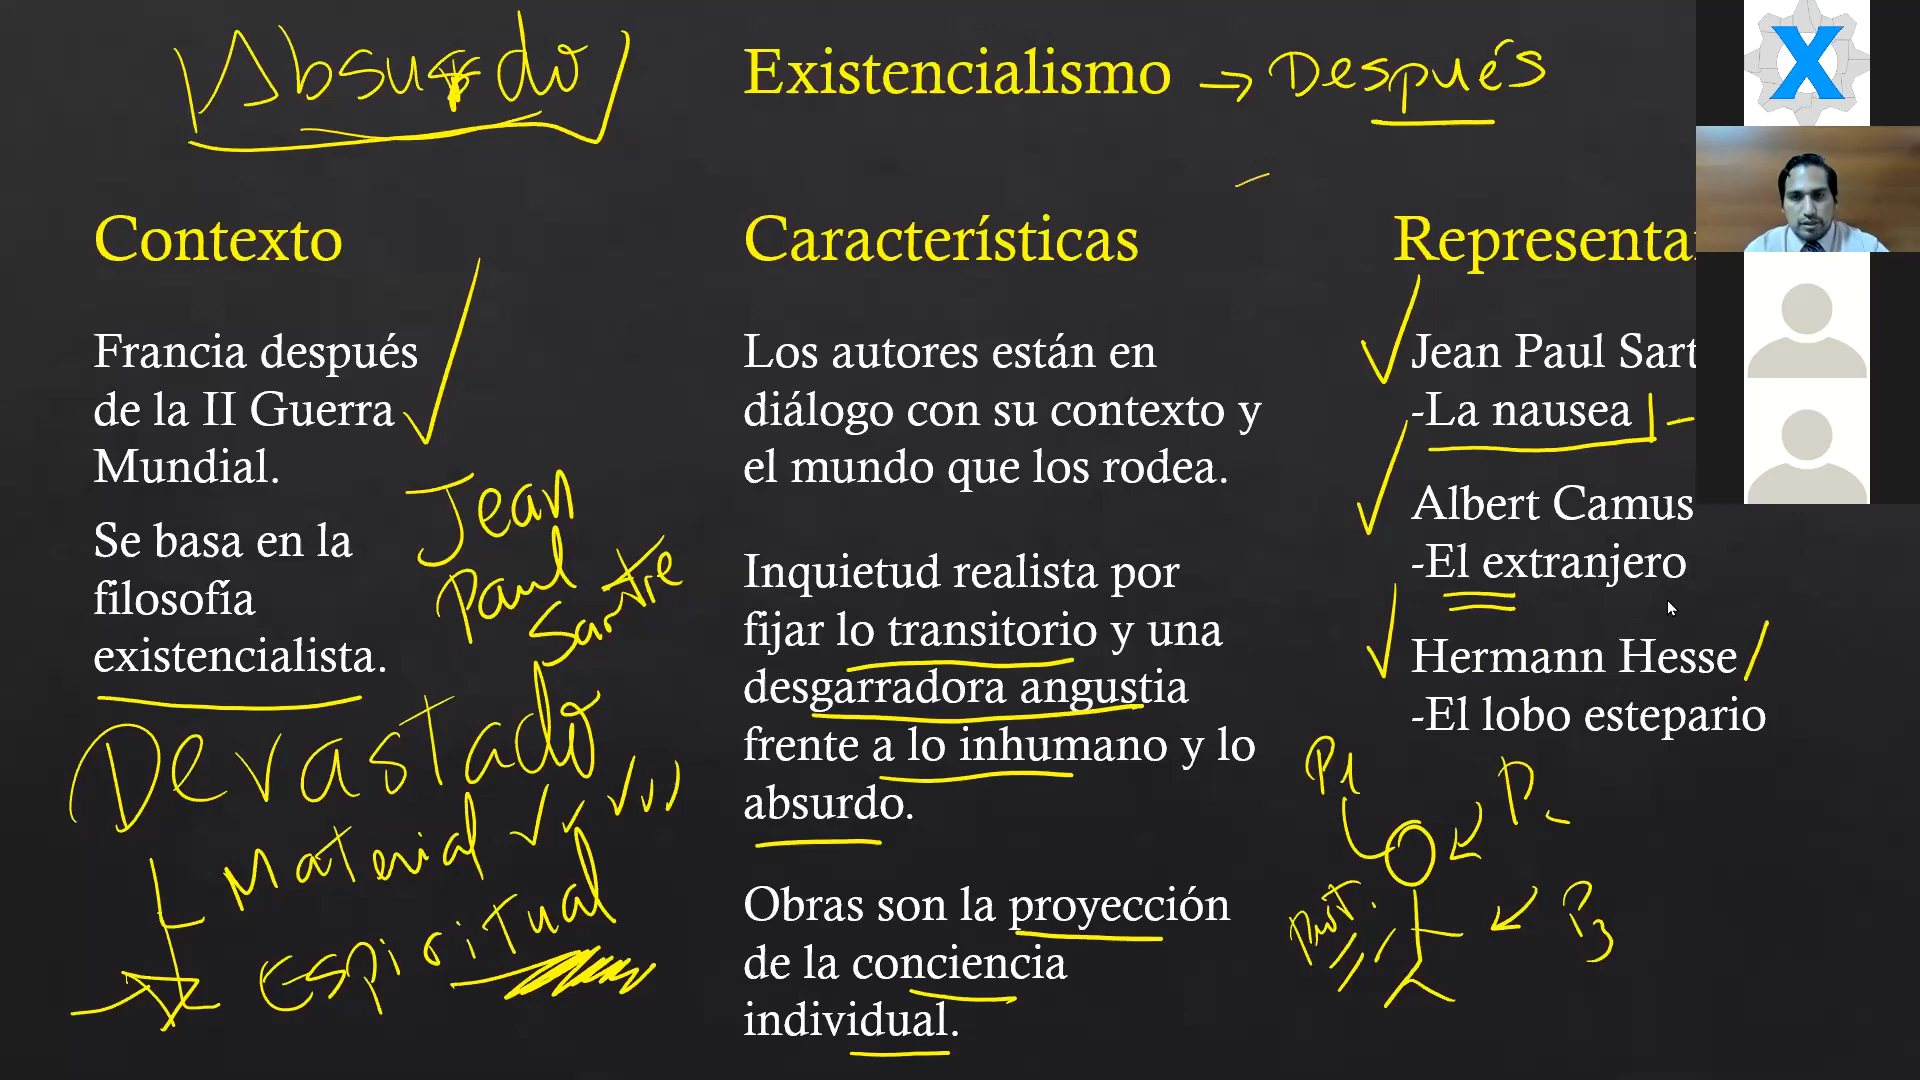 Absurdo
Existencialismo → Después
X
Contexto
Francia después
de la II Guerra
Mundial.
Se basa en la
filosofía
existencialista.
Jean
Paul
Sartre
Devastado
Material
Espiritual
Características
Los autores están en
diálogo con su contexto y
el mundo que los rodea.
Inquietud realista por
fijar lo transitorio y una
desgarradora angustia
frente a lo inhumano y lo
absurdo.
Obras son la proyección
de la conciencia
individual.
Representa
Jean Paul Sart
-La nausea
Albert Camus
-El extranjero
Hermann Hesse
-El lobo estepario
P1
P2
P3